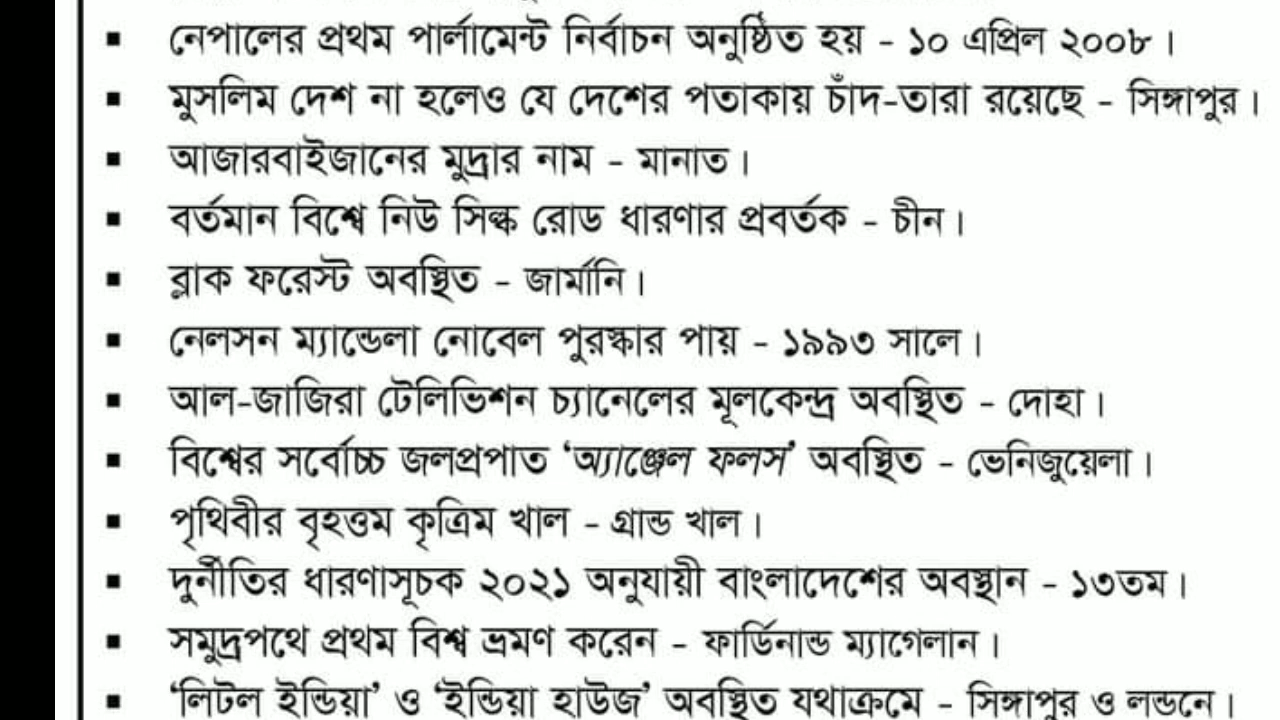 ▪ নেপালের প্রথম পার্লামেন্ট নির্বাচন অনুষ্ঠিত হয় - ১০ এপ্রিল ২০০৮।
▪ মুসলিম দেশ না হলেও যে দেশের পতাকায় চাঁদ-তারা রয়েছে - সিঙ্গাপুর।
▪ আজারবাইজানের মুদ্রার নাম - মানাত।
▪ বর্তমান বিশ্বে নিউ সিল্ক রোড ধারণার প্রবর্তক - চীন।
▪ ব্লাক ফরেস্ট অবস্থিত - জার্মানি।
▪ নেলসন ম্যান্ডেলা নোবেল পুরস্কার পায় - ১৯৯৩ সালে।
▪ আল-জাজিরা টেলিভিশন চ্যানেলের মূলকেন্দ্র অবস্থিত - দোহা।
▪ বিশ্বের সর্বোচ্চ জলপ্রপাত ‘অ্যাঞ্জেল ফলস’ অবস্থিত - ভেনিজুয়েলা।
▪ পৃথিবীর বৃহত্তম কৃত্রিম খাল - গ্রান্ড খাল।
▪ দুর্নীতির ধারণাসূচক ২০২১ অনুযায়ী বাংলাদেশের অবস্থান - ১৩তম।
▪ সমুদ্রপথে প্রথম বিশ্ব ভ্রমণ করেন - ফার্ডিনান্ড ম্যাগেলান।
▪ ‘লিটল ইন্ডিয়া’ ও ‘ইন্ডিয়া হাউজ’ অবস্থিত যথাক্রমে - সিঙ্গাপুর ও লন্ডনে।